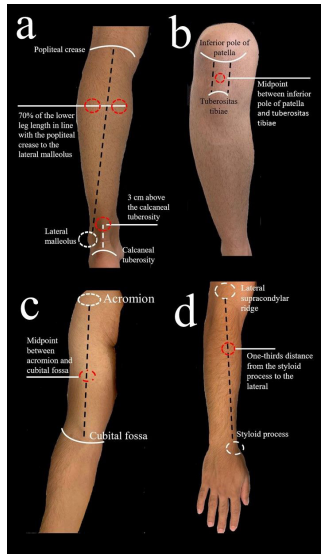 a
Popliteal crease
70% of the lower
leg length in line
with the popliteal
crease to the
lateral malleolus
3 cm above
the calcaneal
tuberosity
Lateral
malleolus
Calcaneal
tuberosity
b
Inferior pole of
patella
Midpoint
between inferior
pole of patella
and tuberositas
tibiae
Tuberositas
tibiae
c
Acromion
Midpoint
between
acromion and
cubital fossa
Cubital fossa
d
Lateral
supracondylar
ridge
One-thirds distance
from the styloid
process to the
lateral
Styloid process